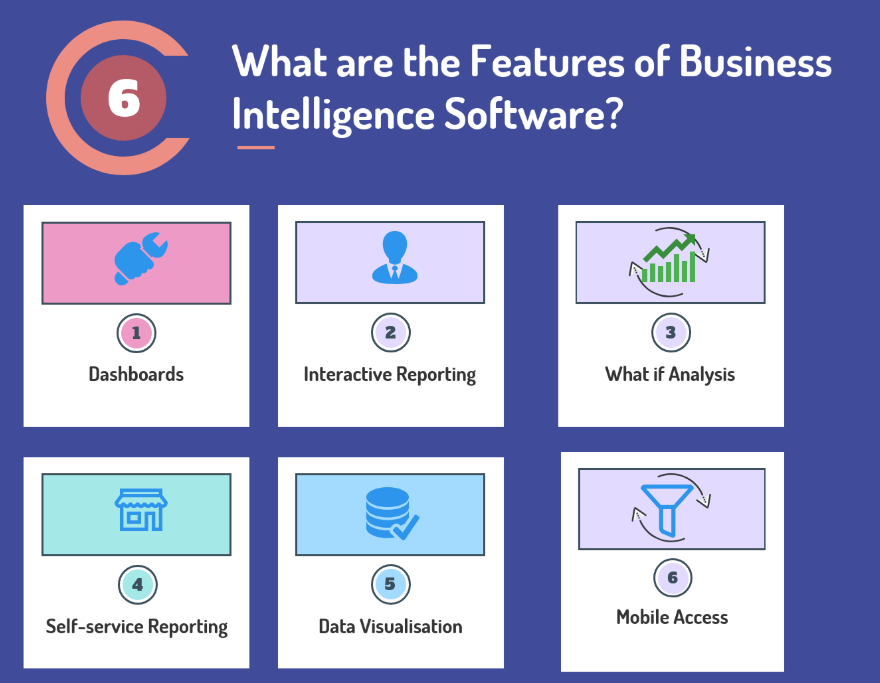 6
What are the Features of Business
Intelligence Software?
1
Dashboards
2
Interactive Reporting
3
What if Analysis
4
Self-service Reporting
5
Data Visualisation
6
Mobile Access